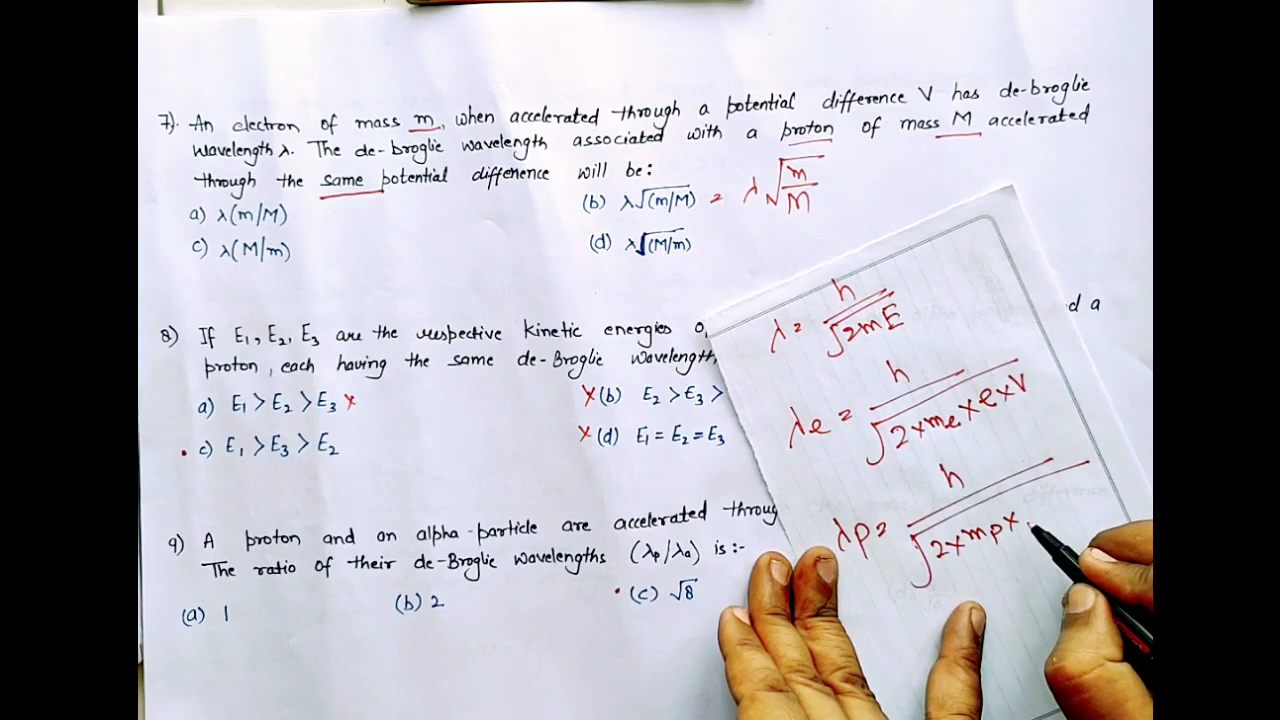 7). An electron of mass m, when accelerated through a potential difference V has de-broglie
wavelength λ. The de-broglie wavelength associated with a proton of mass M accelerated
through the same potential difference will be:
a) λ(m/M)
(b) λ√(m/M) = λ√m/M
c) λ(M/m)
(d) λ√(M/m)
8) If E1, E2, E3 are the respective kinetic energies o
d a
proton, each having the same de-Broglie wavelength,
a) E1 > E2 > E3 x
x (b) E2 > E3 >
c) E1 > E3 > E2
x (d) E1 = E2 = E3
9) A proton and an alpha-particle are accelerated throug
The ratio of their de-Broglie wavelengths (λp/λa) is :-
(a) 1
(b) 2
(c) √8
λ = h/√2mE
λe = h/√2×me×e×V
λp = h/√2×mp×